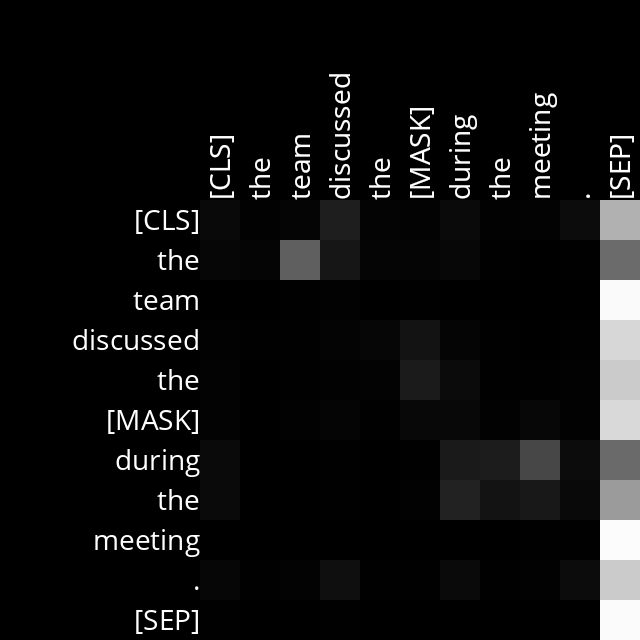 [CLS] the team discussed the [MASK] during the meeting . [SEP]
[CLS]
the
team
discussed
the
[MASK]
during
the
meeting
.
[SEP]